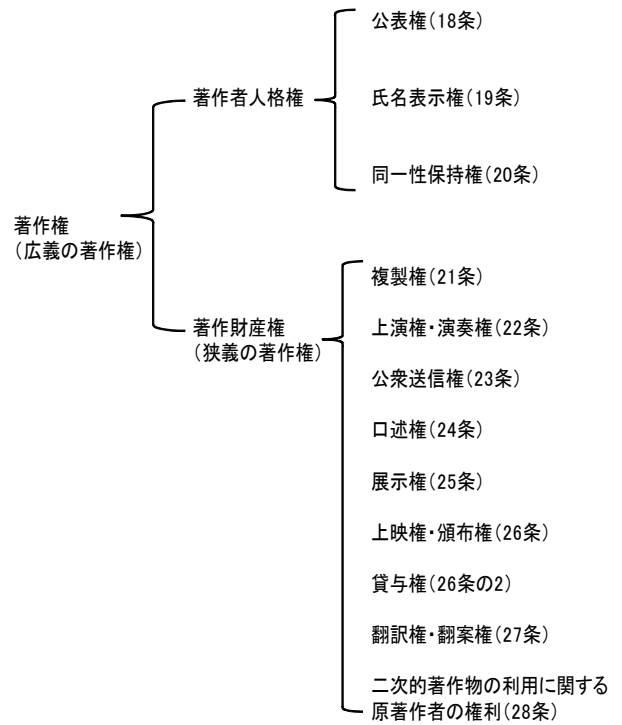 著作権
(広義の著作権)
著作者人格権
公表権(18条)
氏名表示権(19条)
同一性保持権(20条)
著作財産権
(狭義の著作権)
複製権(21条)
上演権・演奏権(22条)
公衆送信権(23条)
口述権(24条)
展示権(25条)
上映権・頒布権(26条)
貸与権(26条の2)
翻訳権・翻案権(27条)
二次的著作物の利用に関する
原著作者の権利(28条)